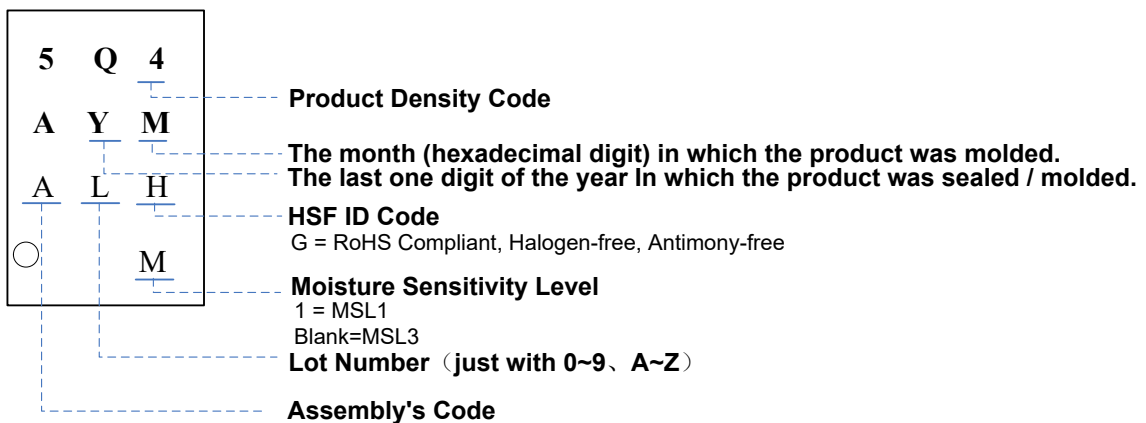 5 Q 4
Product Density Code
A Y M
The month (hexadecimal digit) in which the product was molded.
The last one digit of the year In which the product was sealed / molded.
A L H
HSF ID Code
G = RoHS Compliant, Halogen-free, Antimony-free
M
Moisture Sensitivity Level
1 = MSL1
Blank=MSL3
Lot Number（just with 0~9、A~Z）
Assembly's Code